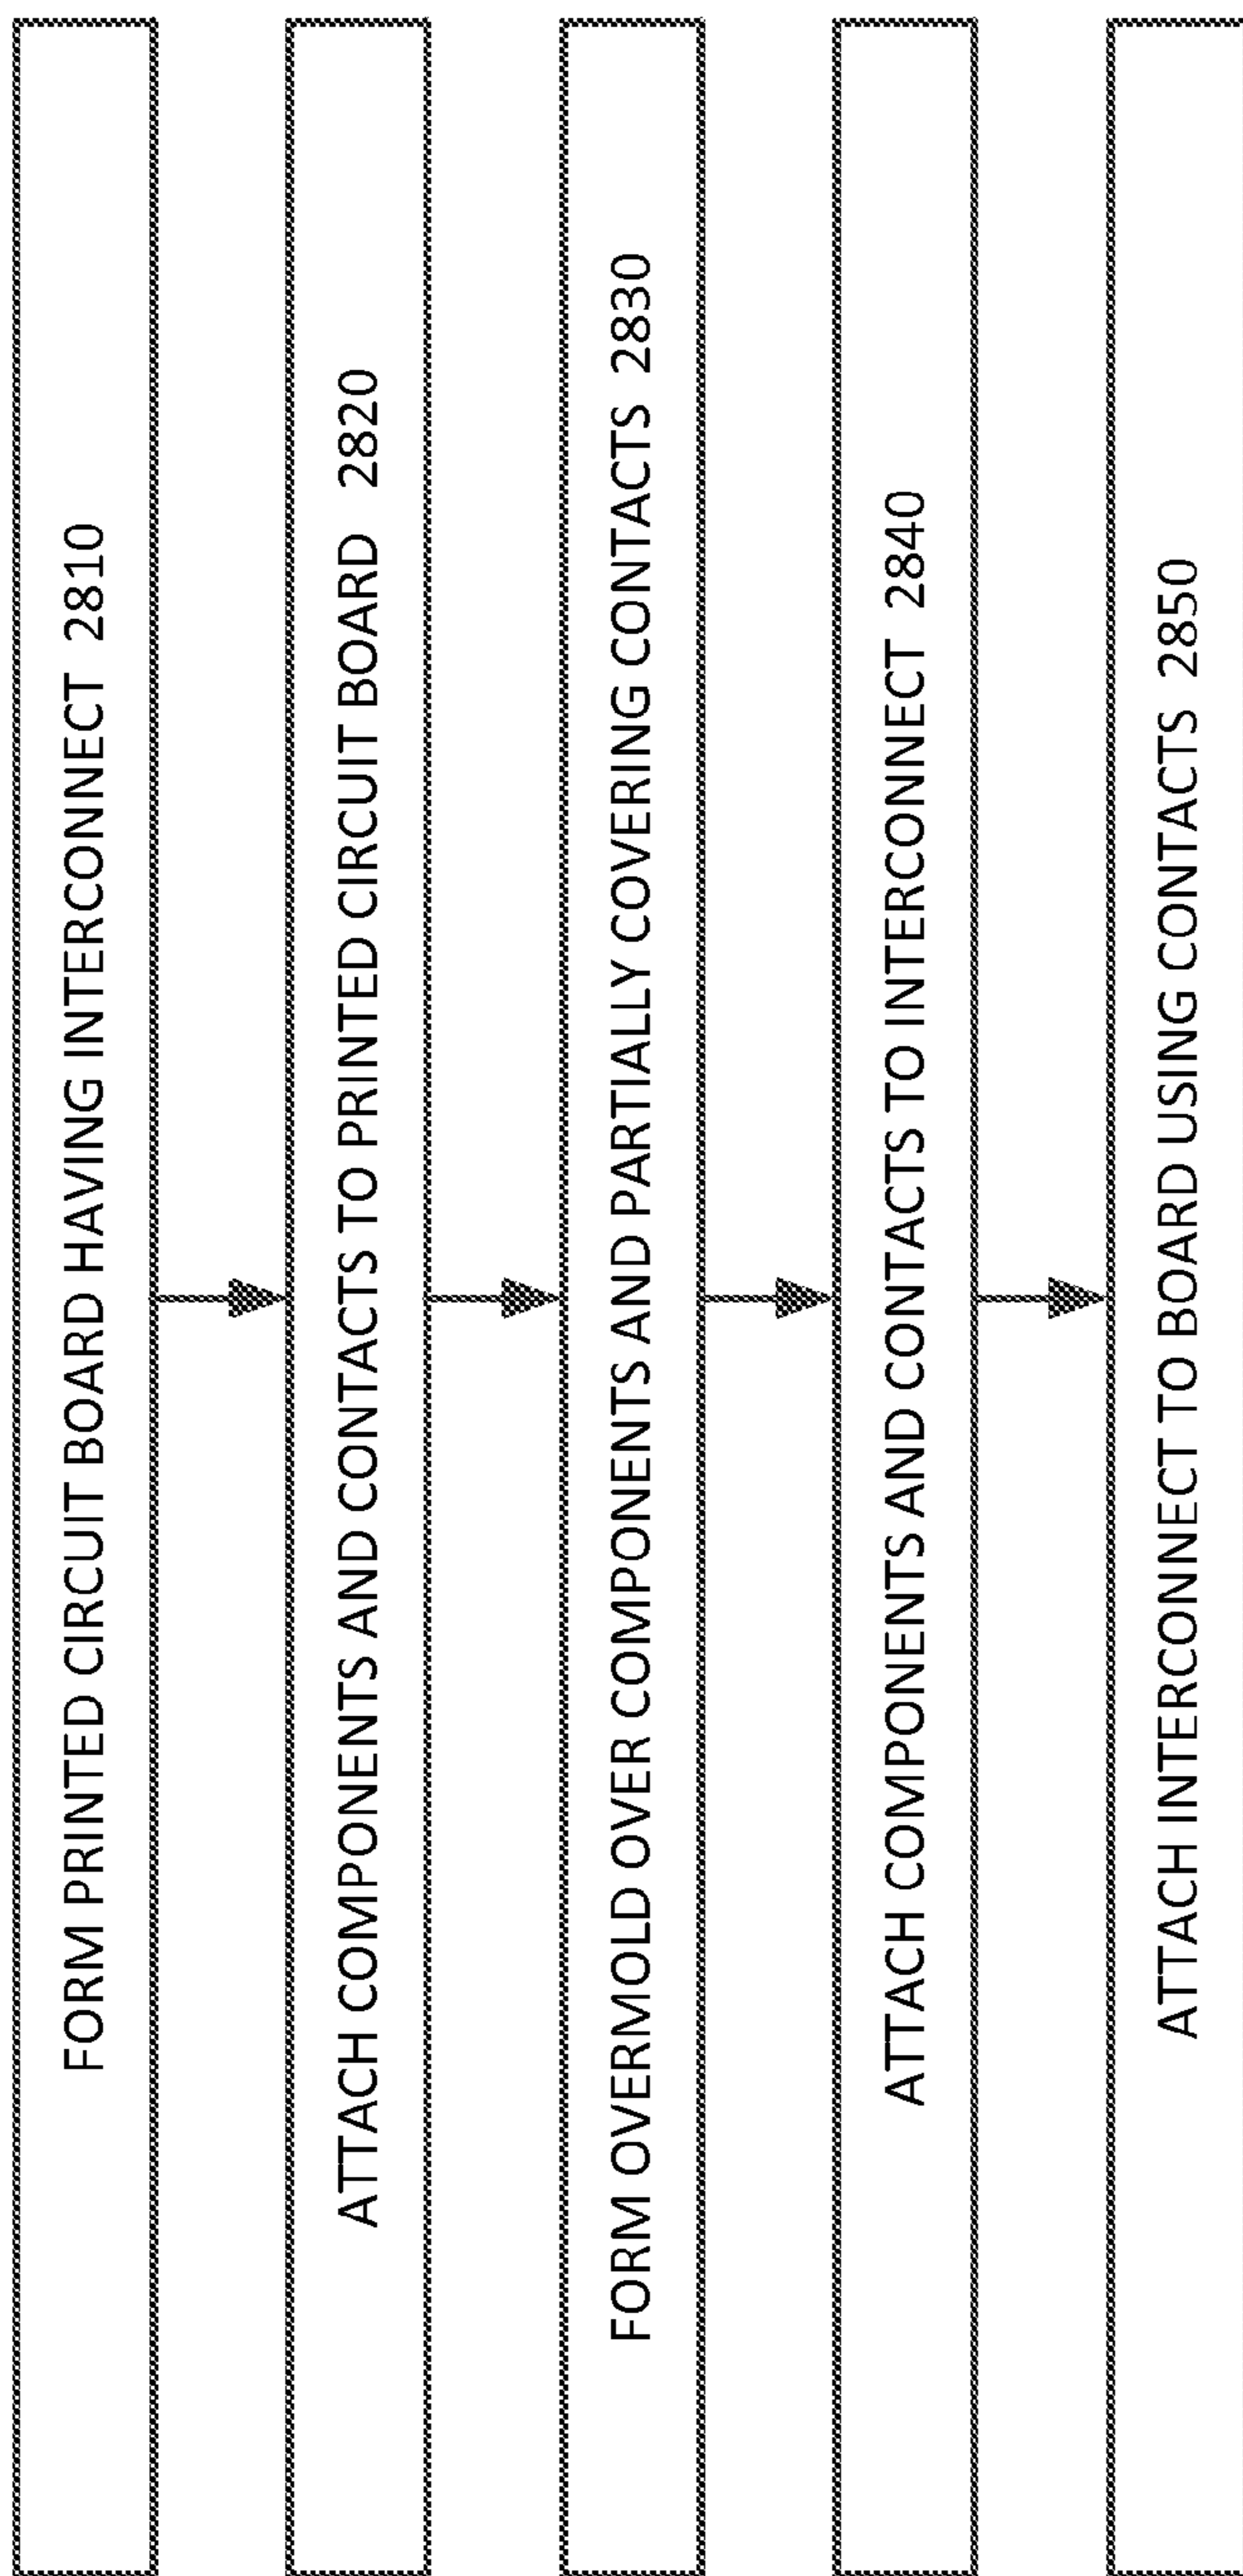 FORM PRINTED CIRCUIT BOARD HAVING INTERCONNECT 2810
ATTACH COMPONENTS AND CONTACTS TO PRINTED CIRCUIT BOARD 2820
FORM OVERMOLD OVER COMPONENTS AND PARTIALLY COVERING CONTACTS 2830
ATTACH COMPONENTS AND CONTACTS TO INTERCONNECT 2840
ATTACH INTERCONNECT TO BOARD USING CONTACTS 2850